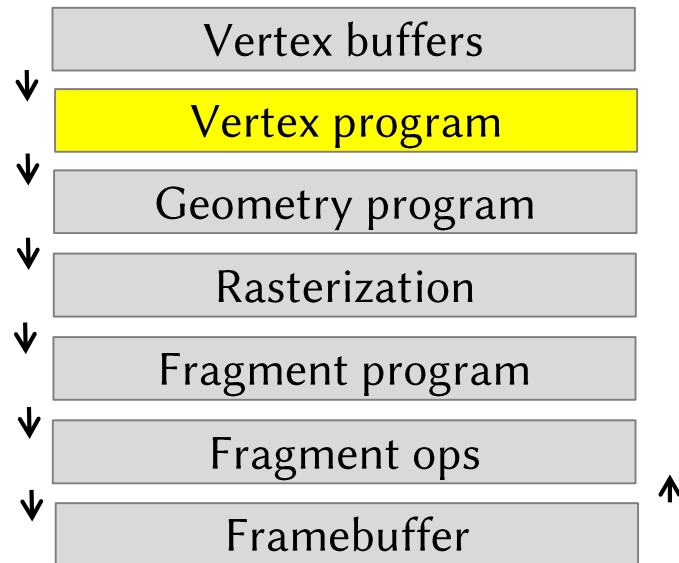 Vertex buffers
Vertex program
Geometry program
Rasterization
Fragment program
Fragment ops
Framebuffer